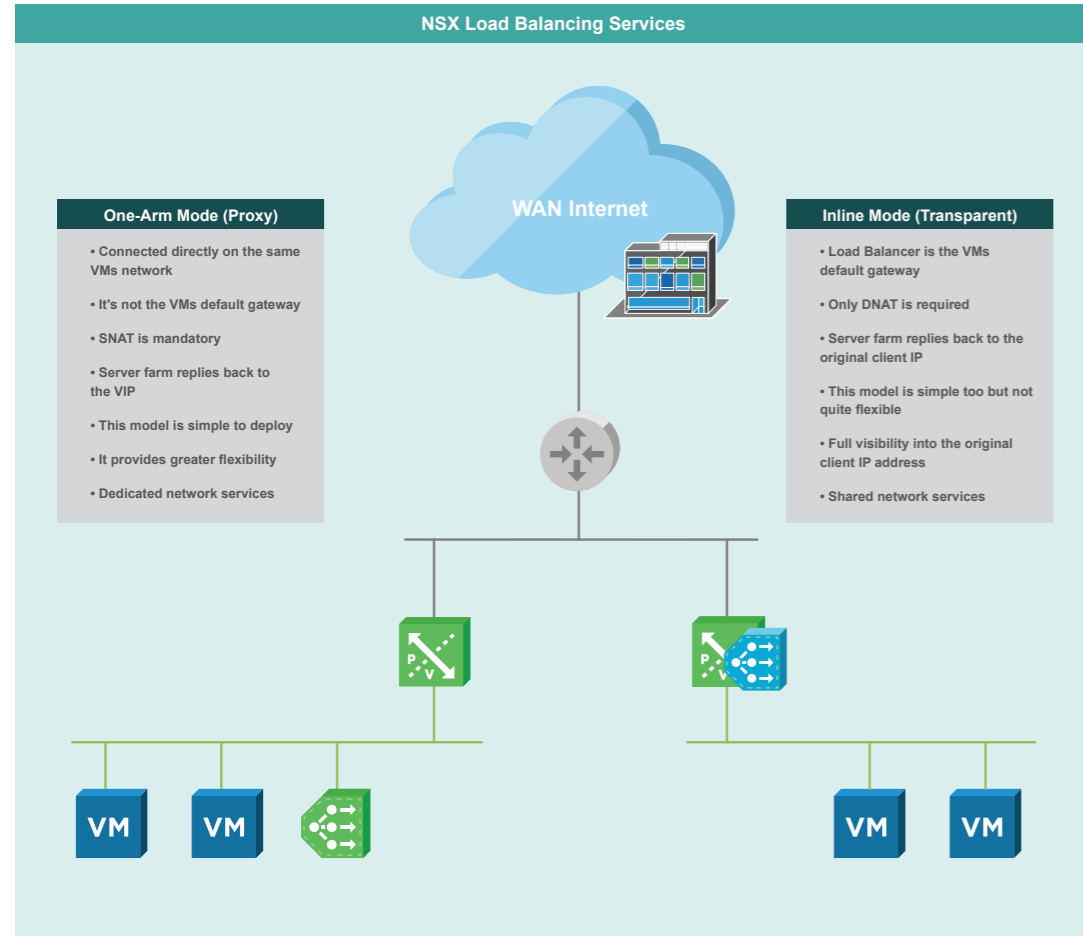 NSX Load Balancing Services
WAN Internet
One-Arm Mode (Proxy)
• Connected directly on the same
VMs network
• It's not the VMs default gateway
• SNAT is mandatory
• Server farm replies back to
the VIP
• This model is simple to deploy
• It provides greater flexibility
• Dedicated network services
Inline Mode (Transparent)
• Load Balancer is the VMs
default gateway
• Only DNAT is required
• Server farm replies back to the
original client IP
• This model is simple too but not
quite flexible
• Full visibility into the original
client IP address
• Shared network services
P
V
P
V
VM
VM
VM
VM